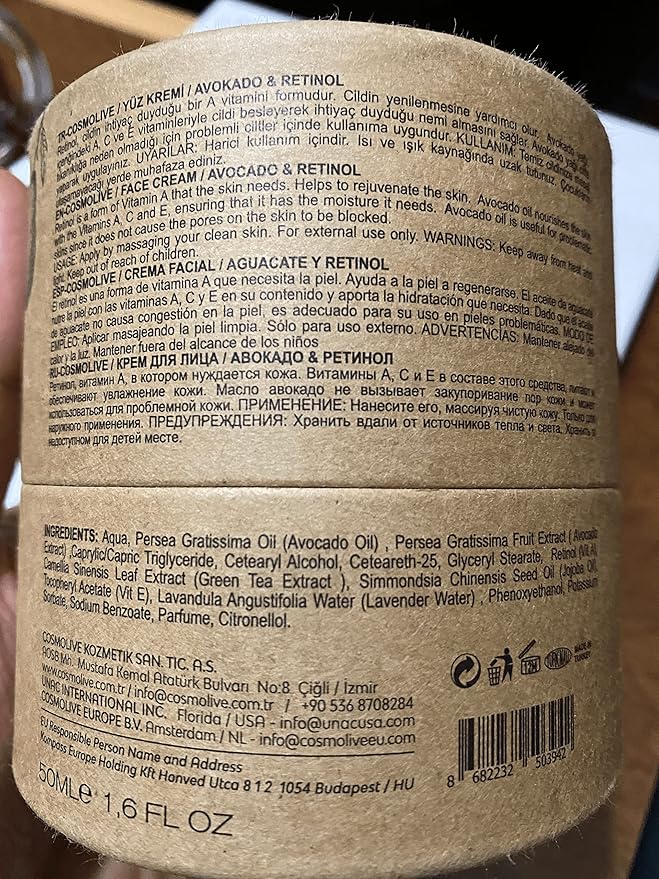 TR-COSMOLIVE / YÜZ KREMİ / AVOKADO & RETINOL
Retinol, cildin ihtiyaç duyduğu bir A vitamini formudur. Cildin yenilenmesine yardımcı olur. Avokado yağı,
içeriğindeki A, C ve E vitaminleriyle cildi besleyerek ihtiyaç duyduğu nemi almasını sağlar. Avokado yağı cilde
tıkanıklığa neden olmadığı için problemli ciltler içinde kullanıma uygundur. KULLANIM: Temiz cildinize masaj
yaparak uygulayınız. UYARILAR: Harici kullanım içindir. Isı ve ışık kaynağında uzak tutunuz. Çocukların
ulaşamayacağı yerde muhafaza ediniz.
EN-COSMOLIVE / FACE CREAM / AVOCADO & RETINOL
Retinol is a form of Vitamin A that the skin needs. Helps to rejuvenate the skin. Avocado oil nourishes the skin
with the Vitamins A, C and E, ensuring that it has the moisture it needs. Avocado oil is useful for problematic
skins since it does not cause the pores on the skin to be blocked.
USAGE: Apply by massaging your clean skin. For external use only. WARNINGS: Keep away from heat and
light. Keep out of reach of children.
ESP-COSMOLIVE / CREMA FACIAL / AGUACATE Y RETINOL
El retinol es una forma de vitamina A que necesita la piel. Ayuda a la piel a regenerarse. El aceite de aguacate
nutre la piel con las vitaminas A, C y E en su contenido y aporta la hidratación que necesita. Dado que el aceite
de aguacate no causa congestión en la piel, es adecuado para su uso en pieles problemáticas. MODO DE
EMPLEO: Aplicar masajeando la piel limpia. Sólo para uso externo. ADVERTENCIAS: Mantener alejado del
calor y la luz. Mantener fuera del alcance de los niños
RU-COSMOLIVE / КРЕМ ДЛЯ ЛИЦА / АВОКАДО & РЕТИНОЛ
Ретинол, витамин А, в котором нуждается кожа. Витамины А, С и Е в составе этого средства, питают и
обеспечивают увлажнение кожи. Масло авокадо не вызывает закупоривание пор кожи и может
использоваться для проблемной кожи. ПРИМЕНЕНИЕ: Нанесите его, массируя чистую кожу. Только для
наружного применения. ПРЕДУПРЕЖДЕНИЯ: Хранить вдали от источников тепла и света. Хранить в
недоступном для детей месте.
INGREDIENTS: Aqua, Persea Gratissima Oil (Avocado Oil) , Persea Gratissima Fruit Extract ( Avocado
Extract) ,Caprylic/Capric Triglyceride, Cetearyl Alcohol, Ceteareth-25, Glyceryl Stearate, Retinol (Vit A),
Camellia Sinensis Leaf Extract (Green Tea Extract ), Simmondsia Chinensis Seed Oil (Jojoba Oil),
Tocopheryl Acetate (Vit E), Lavandula Angustifolia Water (Lavender Water) , Phenoxyethanol, Potassium
Sorbate, Sodium Benzoate, Parfume, Citronellol.
COSMOLIVE KOZMETİK SAN. TİC. A.S.
AOSB Mh. Mustafa Kemal Atatürk Bulvarı No:8 Çiğli / İzmir
www.cosmolive.com.tr / info@cosmolive.com.tr / +90 536 8708284
UNAC INTERNATIONAL INC. Florida / USA - info@unacusa.com
COSMOLIVE EUROPE B.V. Amsterdam / NL - info@cosmoliveeu.com
EU Responsible Person Name and Address
Kompass Europe Holding Kft Honved Utca 8 1 2 1054 Budapest / HU
50MLe 1,6 FL OZ
12M
TURKMALI
MADE IN
TURKEY
8 682232 503942